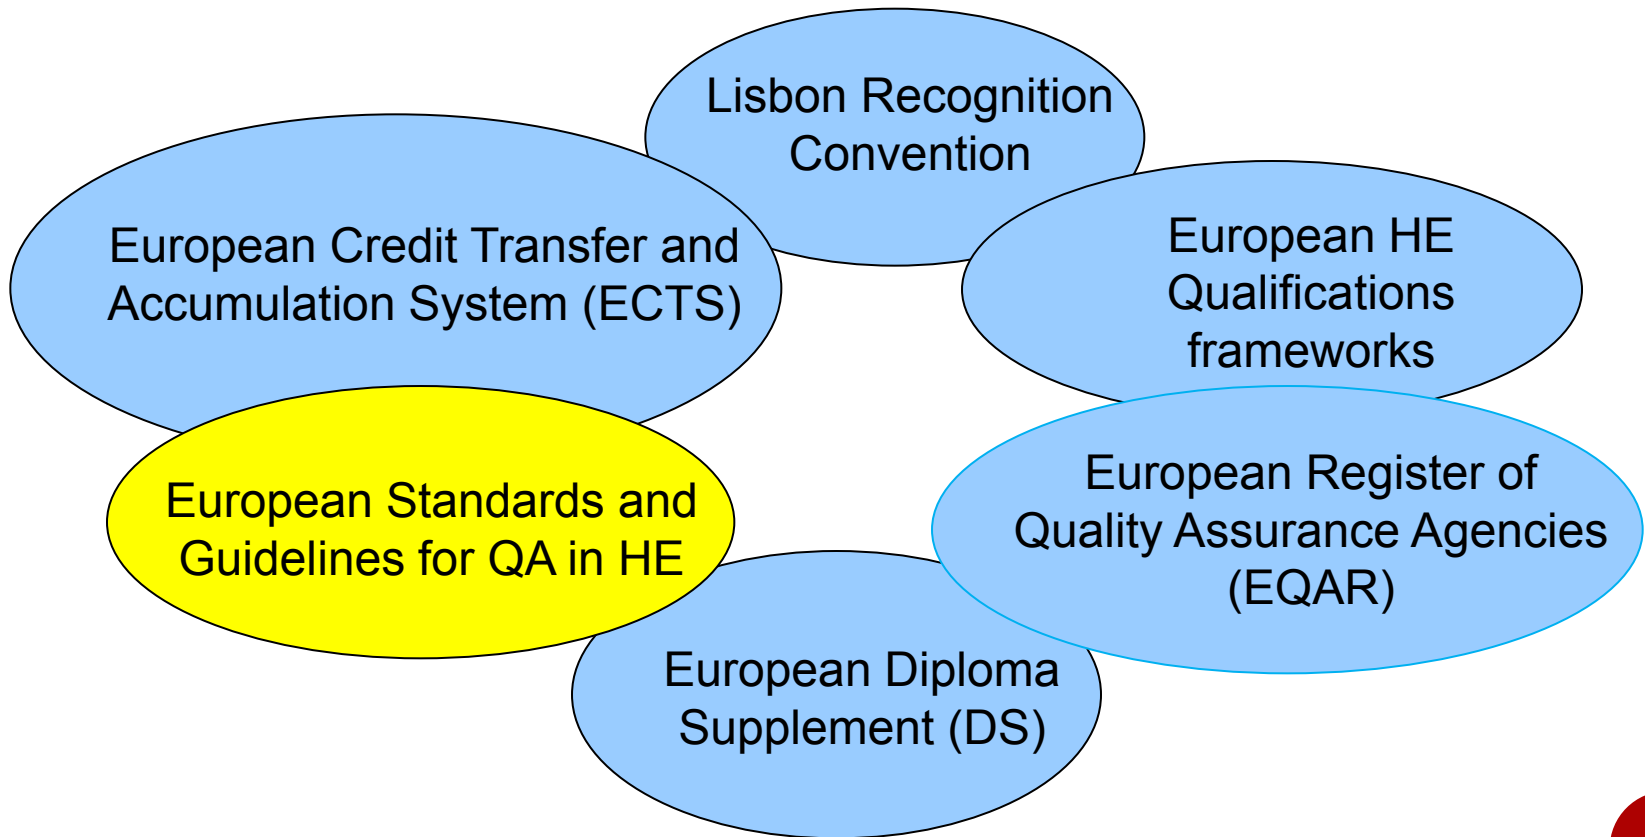 Lisbon Recognition
Convention
European Credit Transfer and
Accumulation System (ECTS)
European HE
Qualifications
frameworks
European Standards and
Guidelines for QA in HE
European Register of
Quality Assurance Agencies
(EQAR)
European Diploma
Supplement (DS)